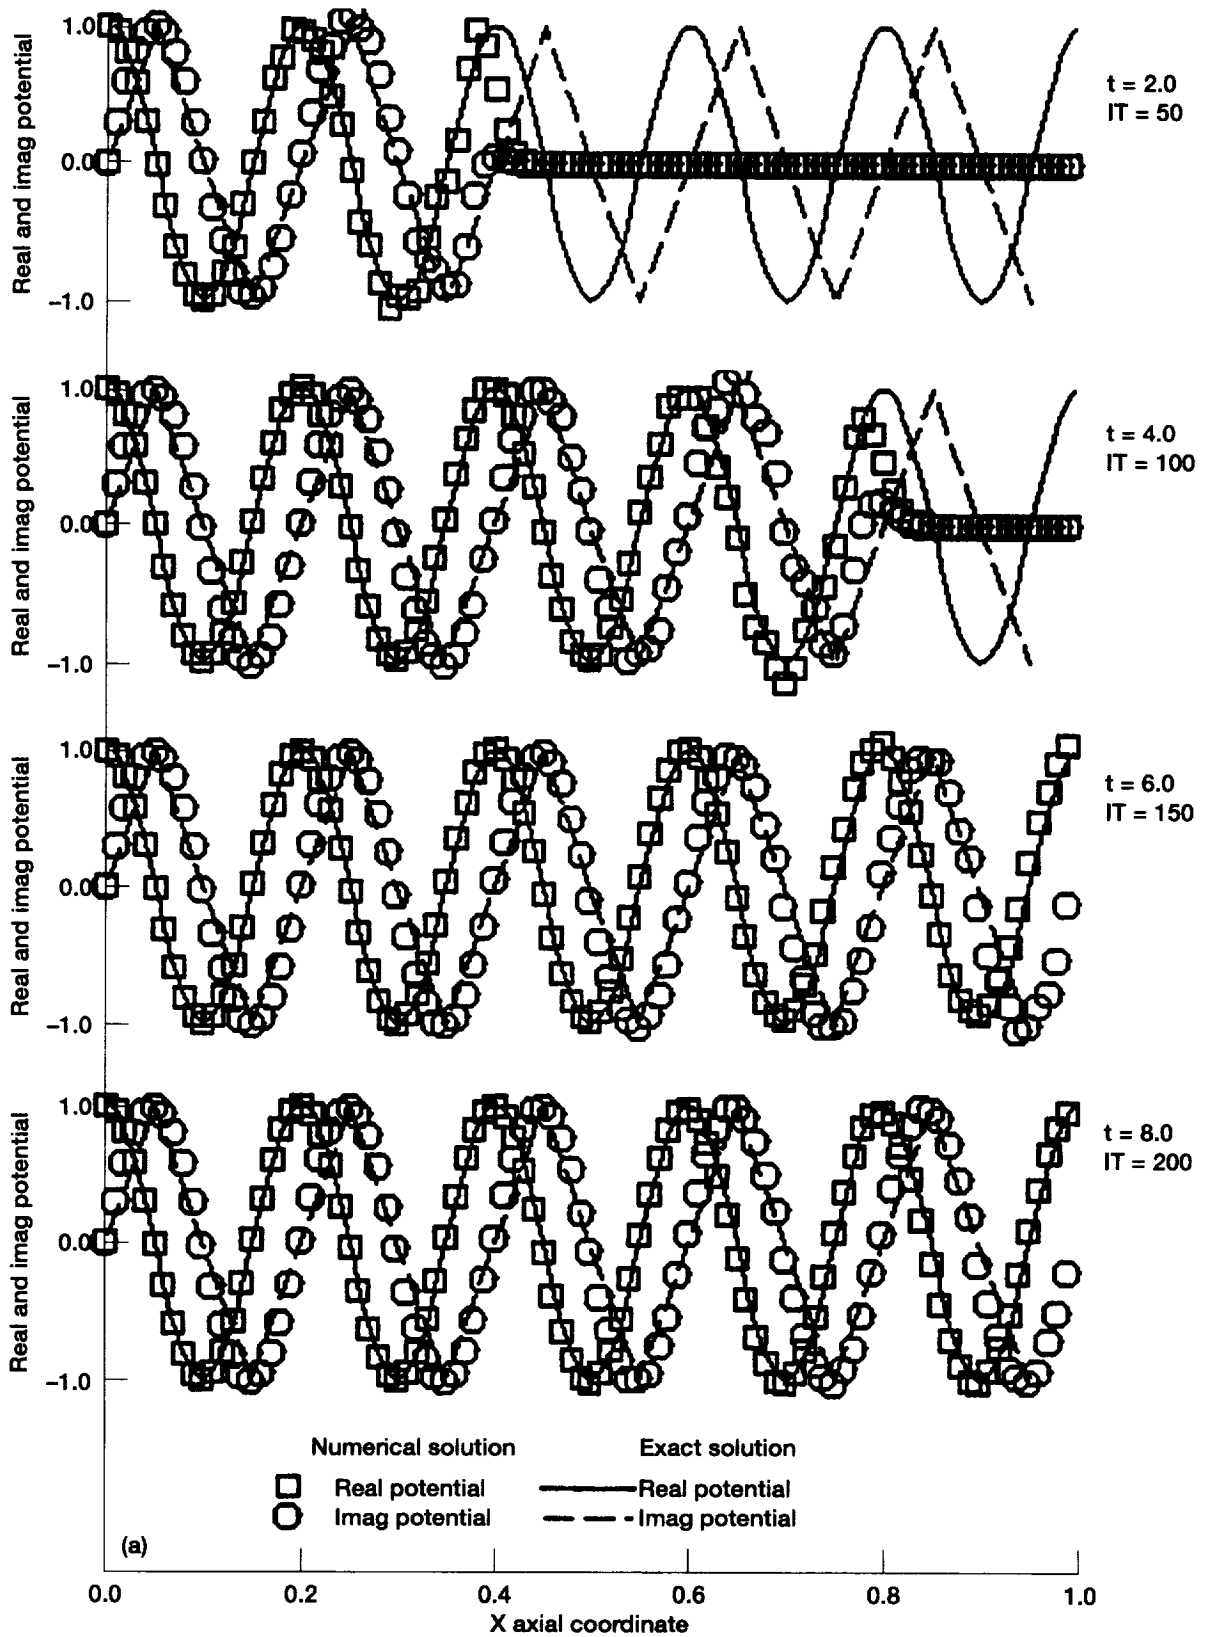 Real and imag potential
1.0
0.0
−1.0
t = 2.0
IT = 50
Real and imag potential
1.0
0.0
−1.0
t = 4.0
IT = 100
Real and imag potential
1.0
0.0
−1.0
t = 6.0
IT = 150
Real and imag potential
1.0
0.0
−1.0
t = 8.0
IT = 200
Numerical solution Exact solution
Real potential Real potential
Imag potential Imag potential
(a)
0.0 0.2 0.4 0.6 0.8 1.0
X axial coordinate